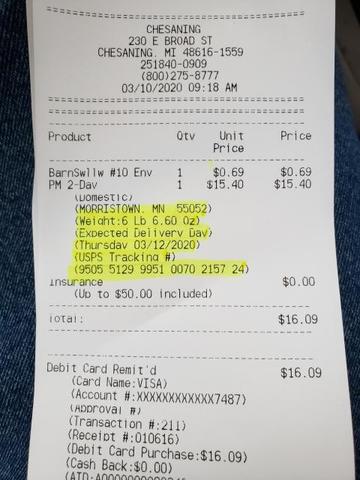 CHESANING
230 E BROAD ST
CHESANING, MI 48616-1559
251840-0909
(800)275-8777
03/10/2020 09:18 AM
Product Qty Unit Price
Price
BarnSwllw #10 Env 1 $0.69 $0.69
PM 2-Day 1 $15.40 $15.40
(Domestic)
(MORRISTOWN, MN 55052)
(Weight:6 Lb 6.60 Oz)
(Expected Delivery Day)
(Thursday 03/12/2020)
(USPS Tracking #)
(9505 5129 9951 0070 2157 24)
Insurance $0.00
(Up to $50.00 included)
Total: $16.09
Debit Card Remit'd $16.09
(Card Name:VISA)
(Account #:XXXXXXXXXXXX7487)
(Approval #)
(Transaction #:211)
(Receipt #:010616)
(Debit Card Purchase:$16.09)
(Cash Back:$0.00)